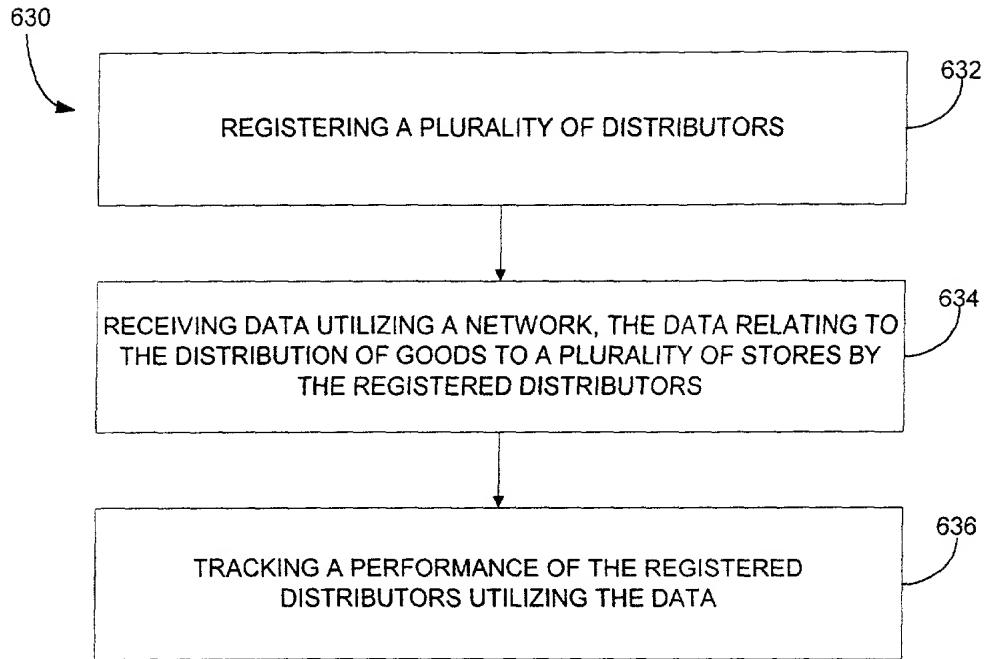 630
632
REGISTERING A PLURALITY OF DISTRIBUTORS
634
RECEIVING DATA UTILIZING A NETWORK, THE DATA RELATING TO
THE DISTRIBUTION OF GOODS TO A PLURALITY OF STORES BY
THE REGISTERED DISTRIBUTORS
636
TRACKING A PERFORMANCE OF THE REGISTERED
DISTRIBUTORS UTILIZING THE DATA